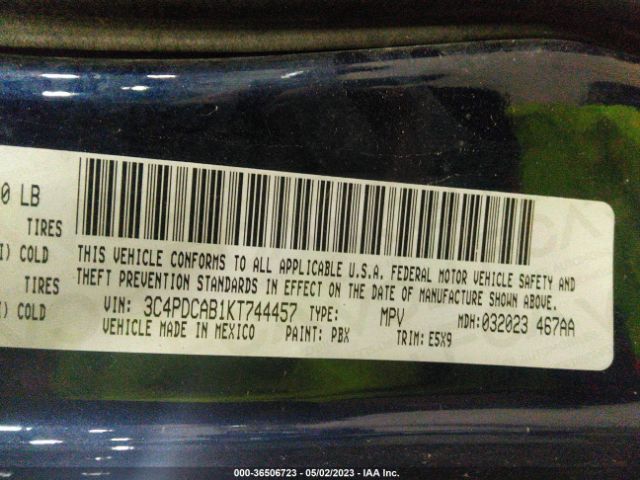 0 LB
TIRES
I) COLD
TIRES
I) COLD
THIS VEHICLE CONFORMS TO ALL APPLICABLE U.S.A. FEDERAL MOTOR VEHICLE SAFETY AND
THEFT PREVENTION STANDARDS IN EFFECT ON THE DATE OF MANUFACTURE SHOWN ABOVE.
VIN: 3C4PDCAB1KT744457 TYPE: MPV MDH: 032023 467AA
VEHICLE MADE IN MEXICO PAINT: PBX TRIM: E5X9
000-36506723 - 05/02/2023 - IAA Inc.